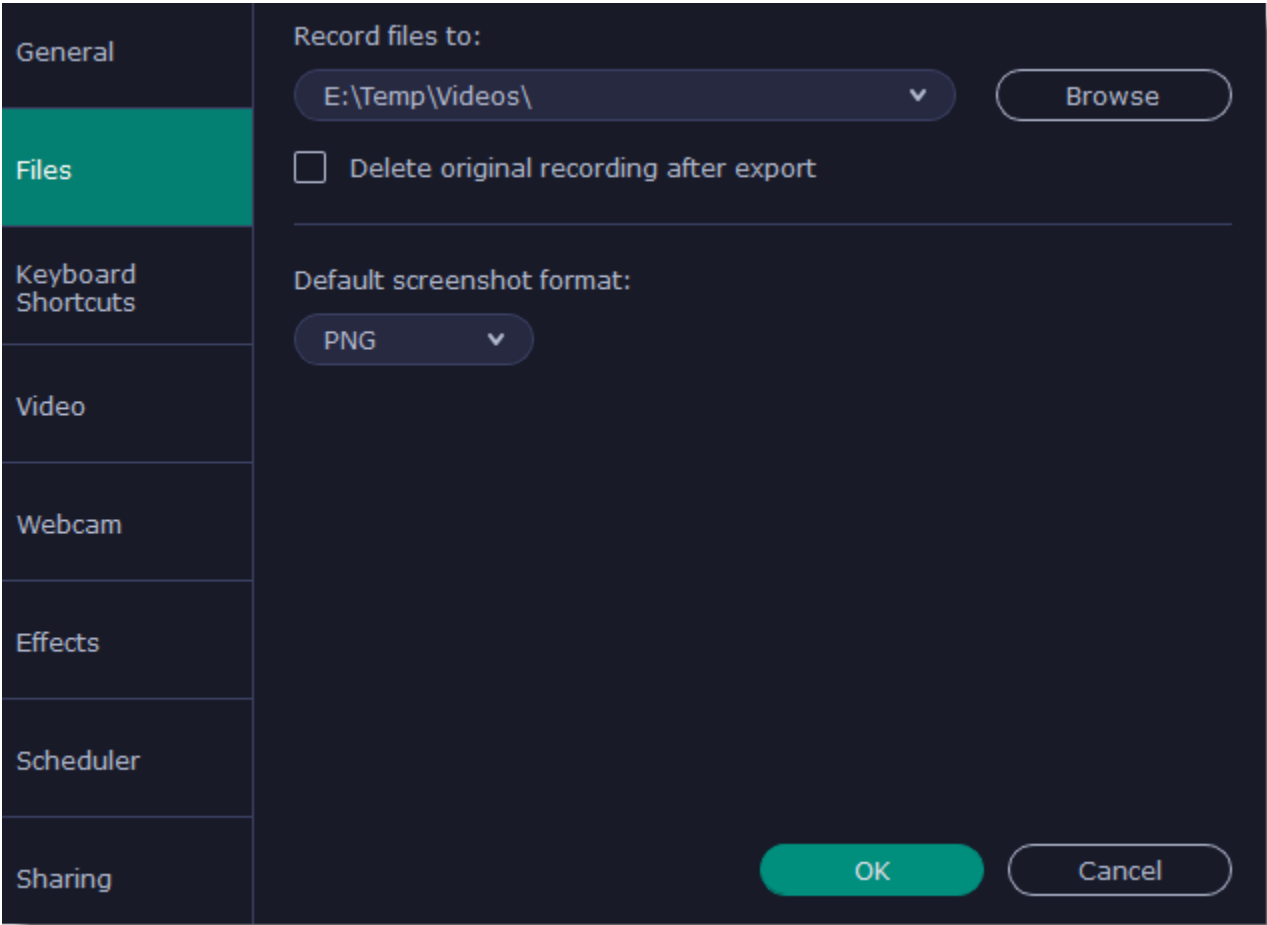 General
Files
Keyboard
Shortcuts
Video
Webcam
Effects
Scheduler
Sharing
Record files to:
E:\Temp\Videos\
Browse
Delete original recording after export
Default screenshot format:
PNG
OK
Cancel